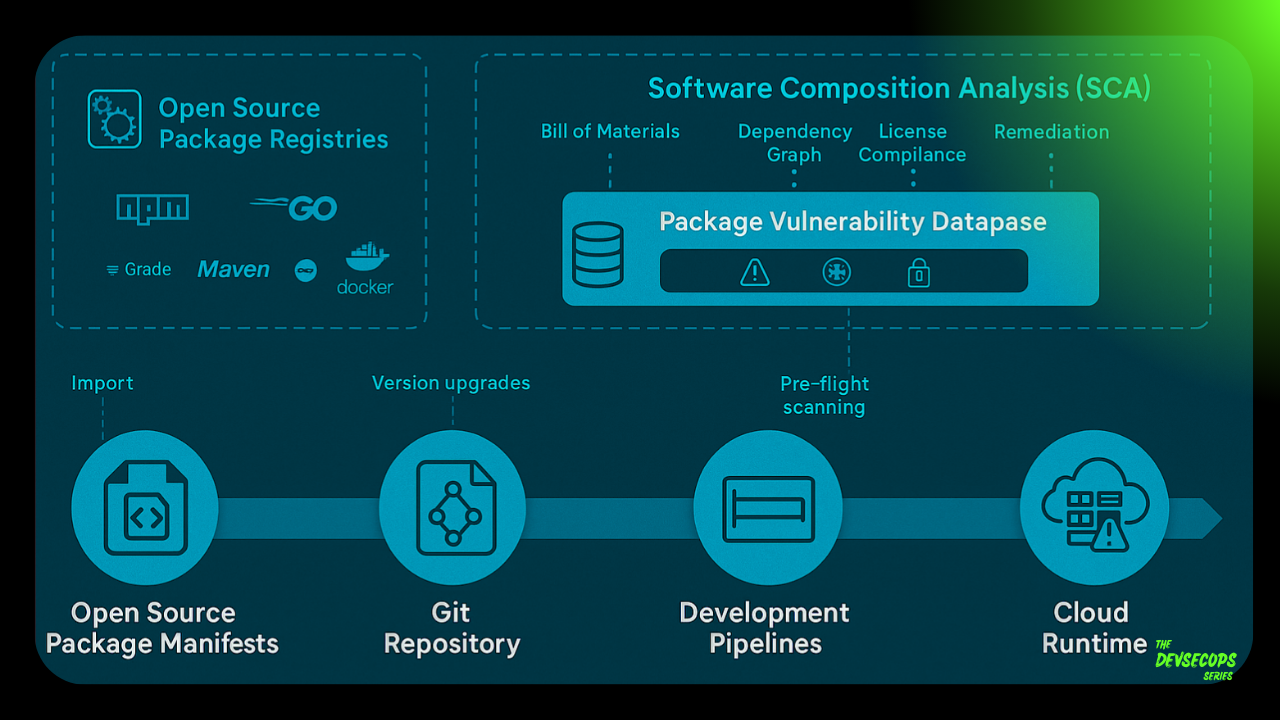 Open Source
Package Registries
npm
GO
Grade
Maven
docker
Software Composition Analysis (SCA)
Bill of Materials
Dependency
Graph
License
Compilance
Remediation
Package Vulnerability Datapase
Import
Version upgrades
Pre-flight
scanning
Open Source
Package Manifests
Git
Repository
Development
Pipelines
Cloud
Runtime
THE
DEVSECOPS
SERIES